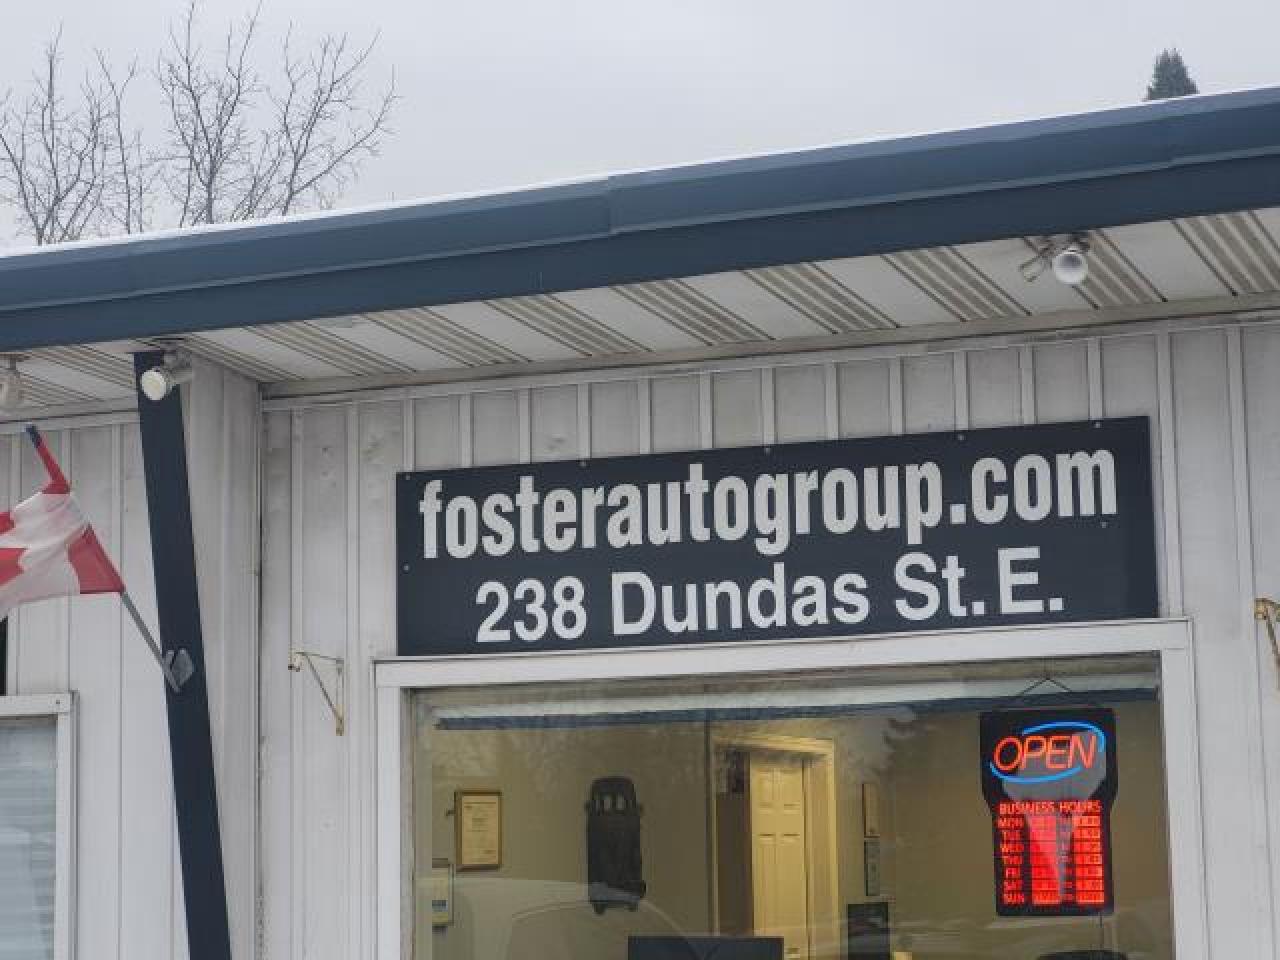 fosterautogroup.com
238 Dundas St. E.
OPEN
BUSINESS HOURS
MON
TUE
WED
THU
FRI
SAT
SUN